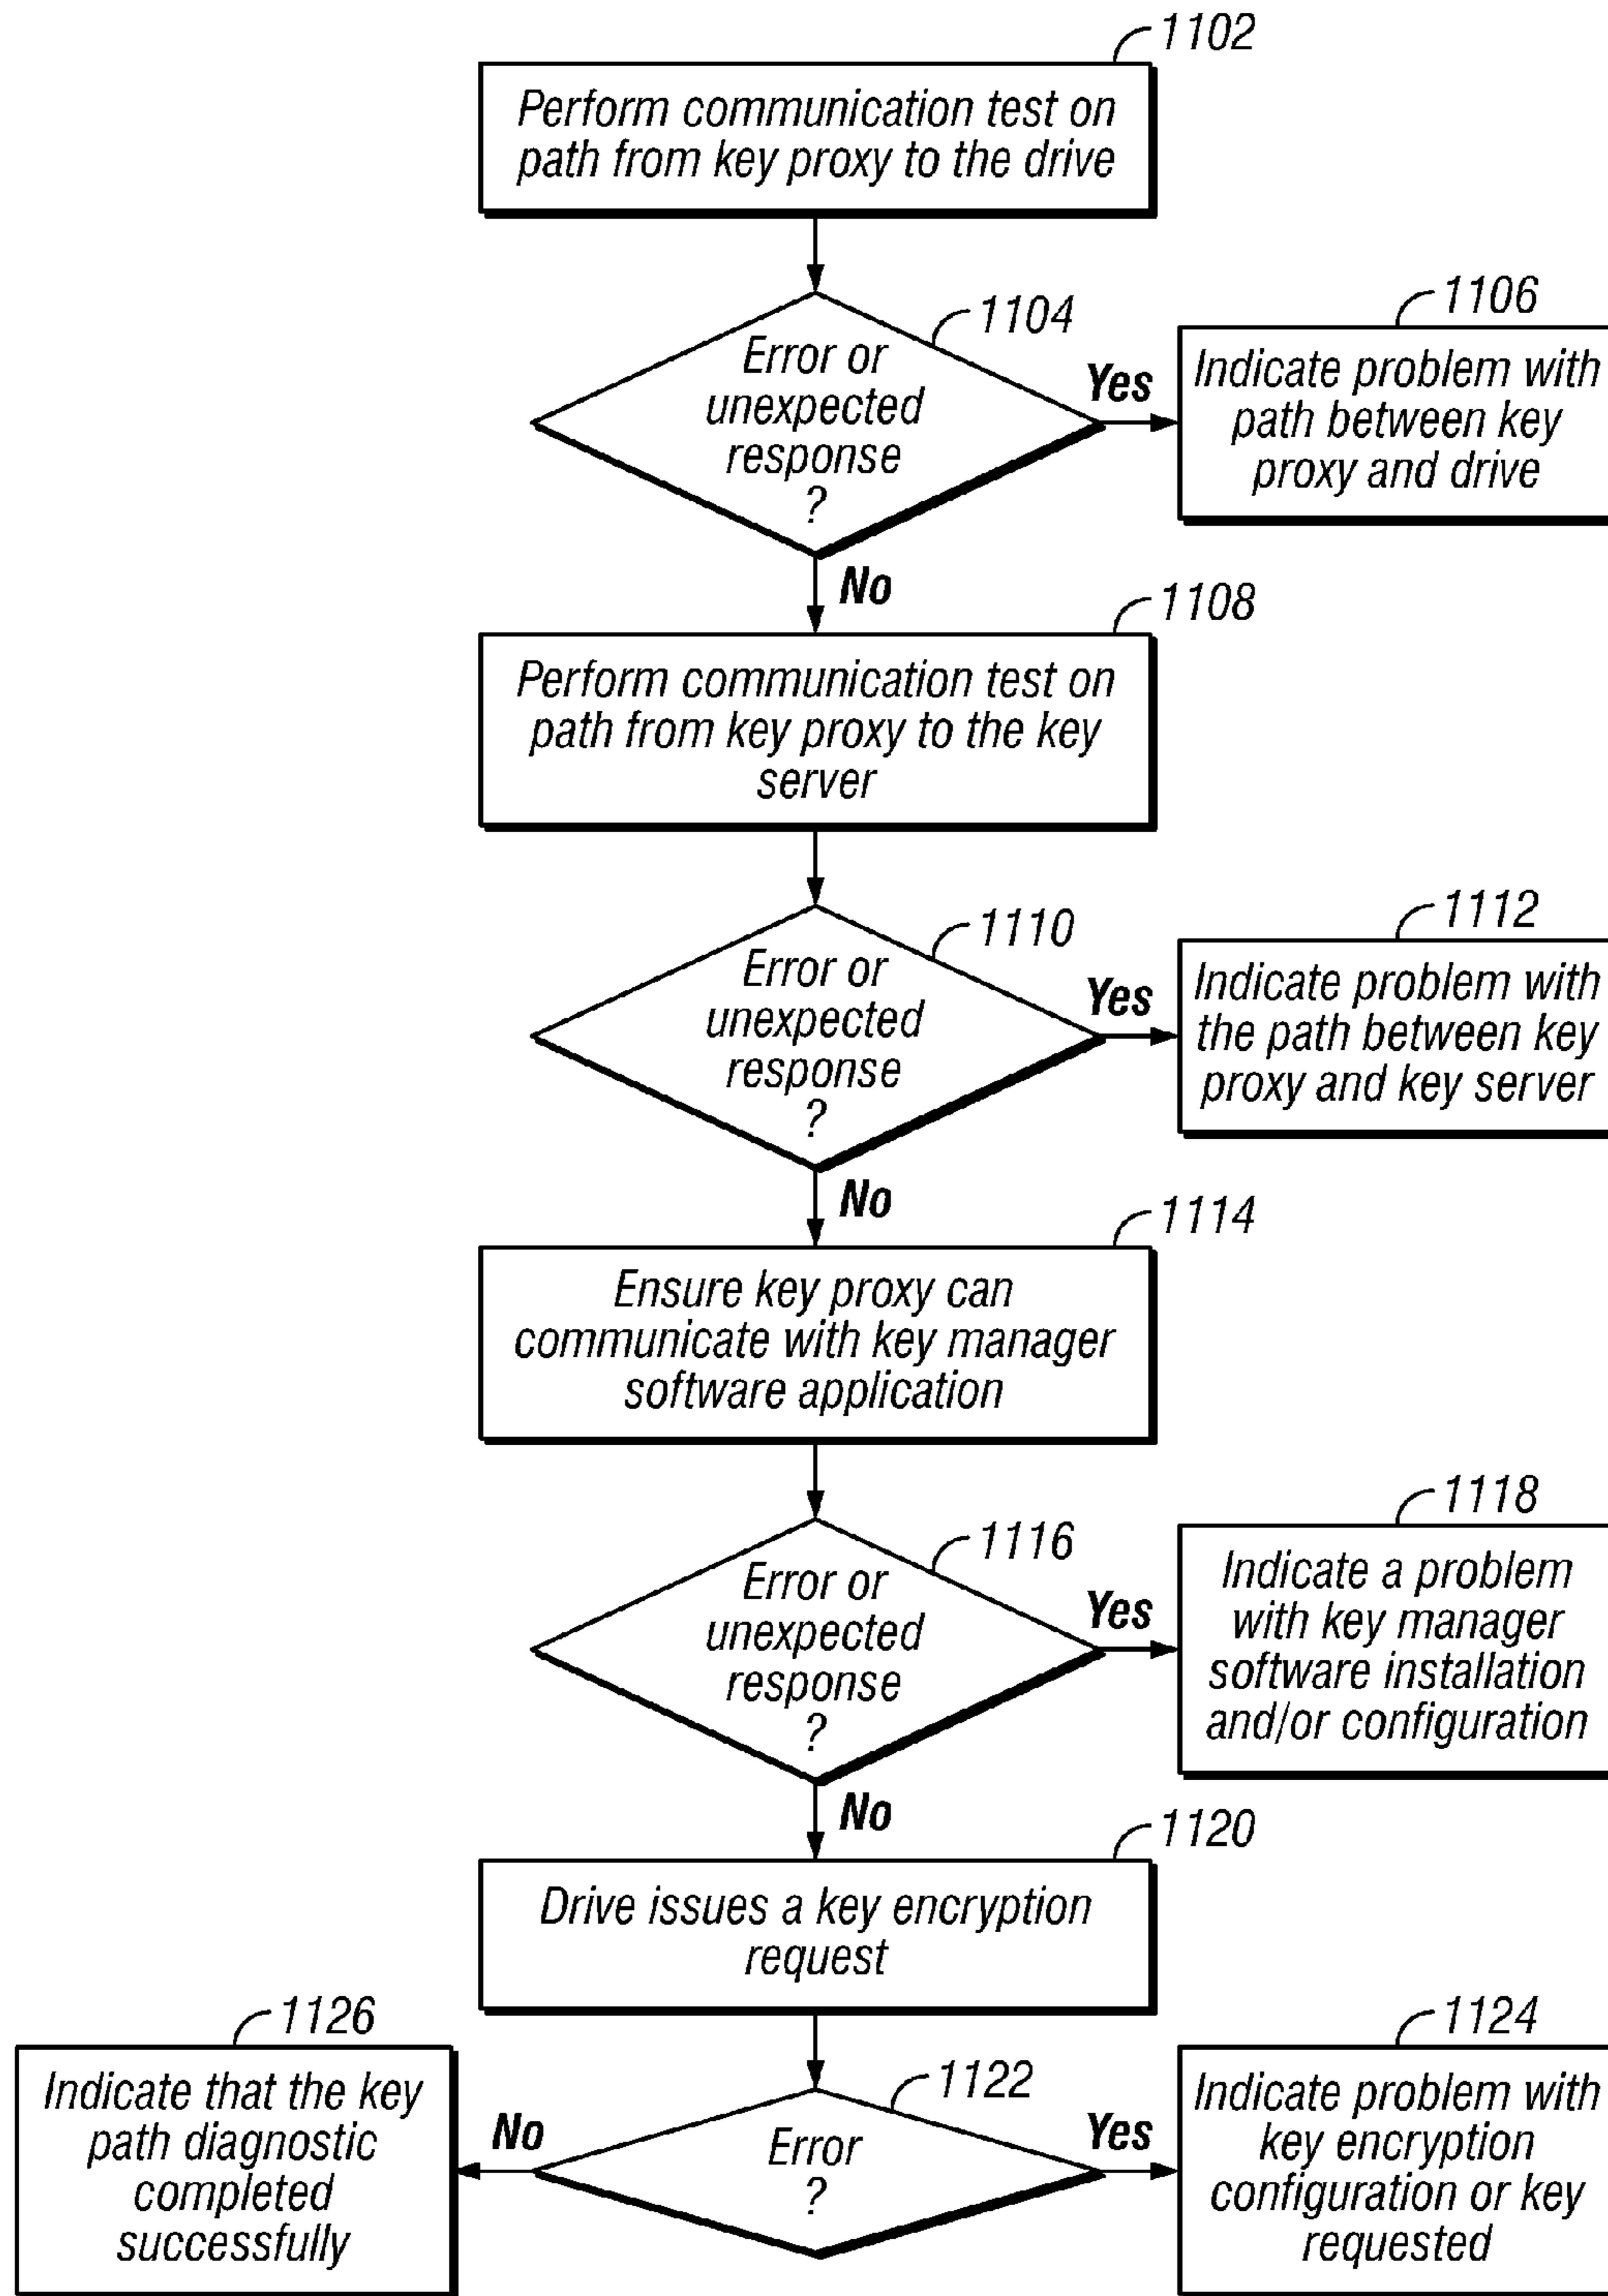 1102
Perform communication test on
path from key proxy to the drive
1104
Error or
unexpected
response
?
Yes
1106
Indicate problem with
path between key
proxy and drive
No
1108
Perform communication test on
path from key proxy to the key
server
1110
Error or
unexpected
response
?
Yes
1112
Indicate problem with
the path between key
proxy and key server
No
1114
Ensure key proxy can
communicate with key manager
software application
1116
Error or
unexpected
response
?
Yes
1118
Indicate a problem
with key manager
software installation
and/or configuration
No
1120
Drive issues a key encryption
request
1122
Error
?
Yes
1124
Indicate problem with
key encryption
configuration or key
requested
No
1126
Indicate that the key
path diagnostic
completed
successfully